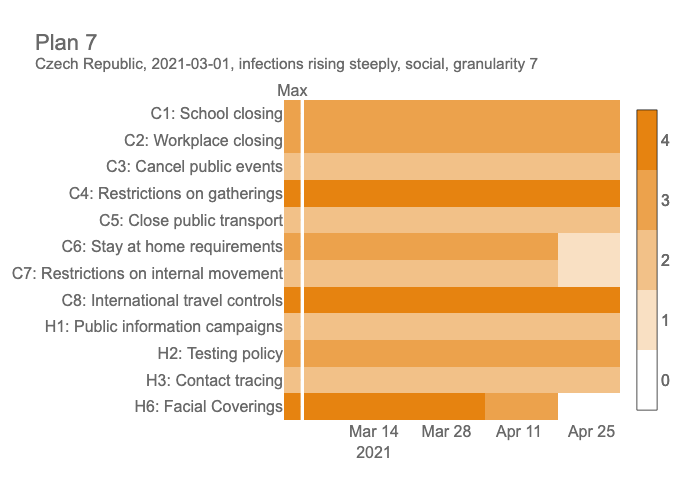 Plan 7
Czech Republic, 2021-03-01, infections rising steeply, social, granularity 7
Max
C1: School closing
C2: Workplace closing
C3: Cancel public events
C4: Restrictions on gatherings
C5: Close public transport
C6: Stay at home requirements
C7: Restrictions on internal movement
C8: International travel controls
H1: Public information campaigns
H2: Testing policy
H3: Contact tracing
H6: Facial Coverings
Mar 14 Mar 28 Apr 11 Apr 25
2021
4
3
2
1
0